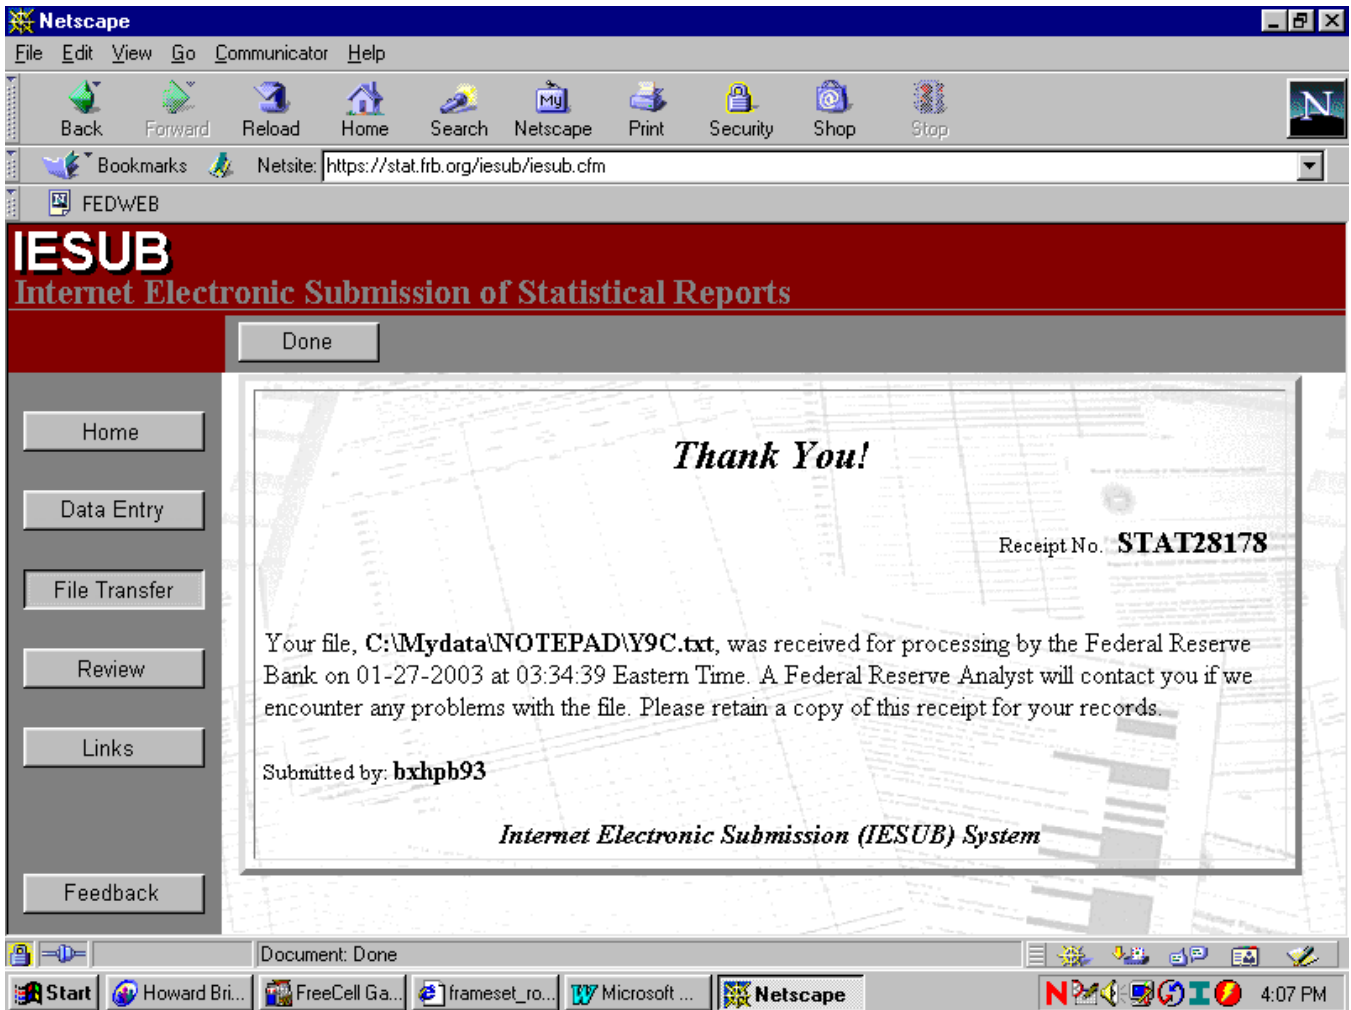 Netscape
File Edit View Go Communicator Help
Back Forward Reload Home Search Netscape Print Security Shop Stop
My
N
Bookmarks Netsite: https://stat.frb.org/iesub/iesub.cfm
FEDWEB
IESUB
Internet Electronic Submission of Statistical Reports
Done
Home
Data Entry
File Transfer
Review
Links
Feedback
Thank You!
Receipt No. STAT28178
Your file, C:\Mydata\NOTEPAD\Y9C.txt, was received for processing by the Federal Reserve
Bank on 01-27-2003 at 03:34:39 Eastern Time. A Federal Reserve Analyst will contact you if we
encounter any problems with the file. Please retain a copy of this receipt for your records.
Submitted by: bxhpb93
Internet Electronic Submission (IESUB) System
Document: Done
Start Howard Bri... FreeCell Ga... frameset_ro... Microsoft ... Netscape 4:07 PM